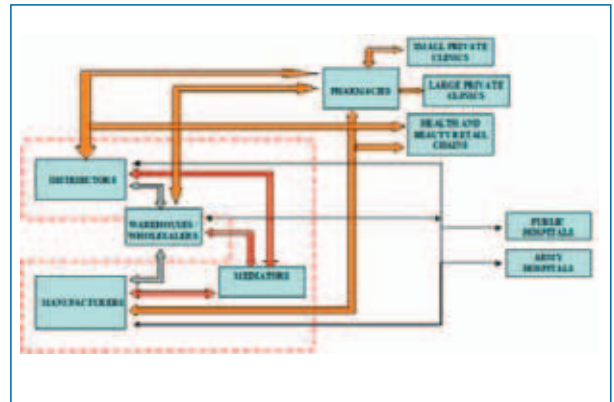 SMALL PRIVATE
CLINICS
PHARMACIES
LARGE PRIVATE
CLINICS
HEALTH AND
BEAUTY RETAIL
CHAINS
DISTRIBUTORS
WAREHOUSES
WHOLESALERS
PUBLIC
HOSPITALS
ARMY
HOSPITALS
MEDIATORS
MANUFACTURERS